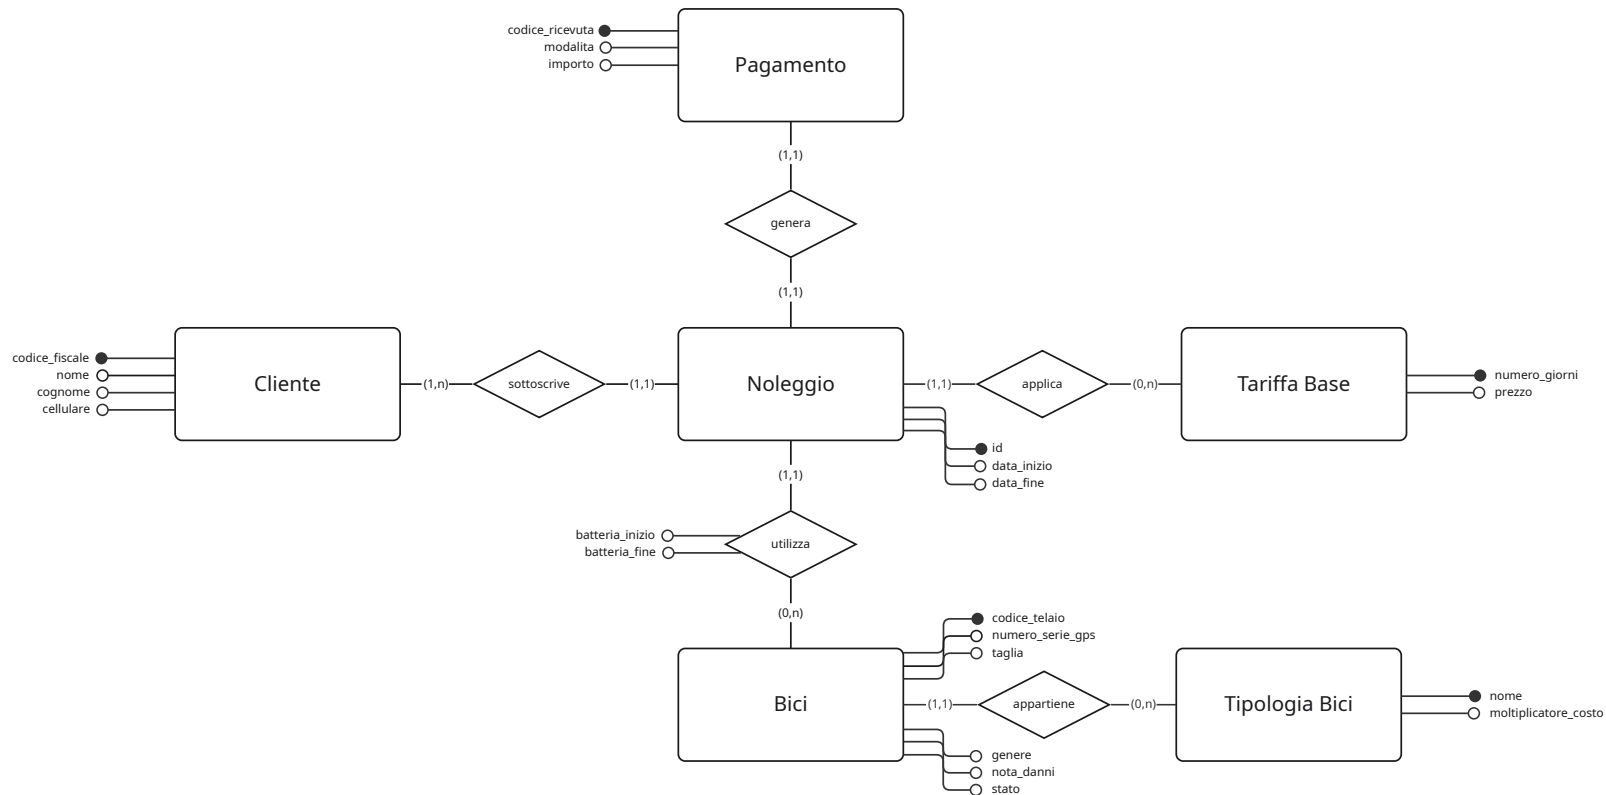 codice_ricevuta
modalita
importo
Pagamento
(1,1)
genera
(1,1)
codice_fiscale
nome
cognome
cellulare
Cliente
(1,n)
sottoscrive
(1,1)
Noleggio
(1,1)
applica
(0,n)
Tariffa Base
numero_giorni
prezzo
id
data_inizio
data_fine
(1,1)
batteria_inizio
batteria_fine
utilizza
(0,n)
codice_telaio
numero_serie_gps
taglia
Bici
(1,1)
appartiene
(0,n)
Tipologia Bici
nome
moltiplicatore_costo
genere
nota_danni
stato